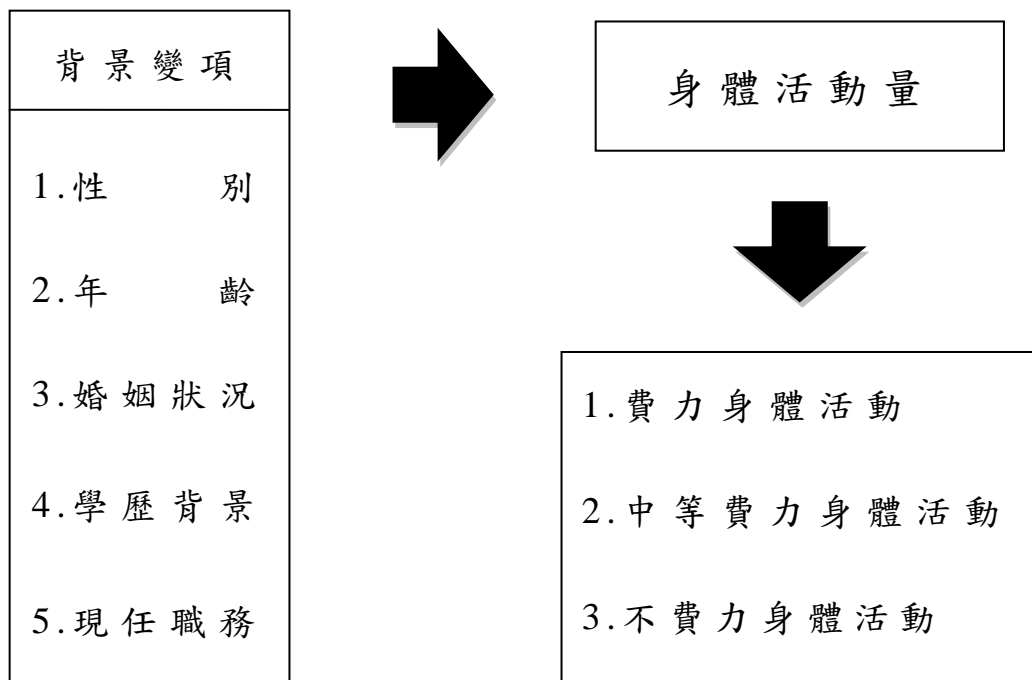 背景變項
1.性別
2.年齡
3.婚姻狀況
4.學歷背景
5.現任職務
身體活動量
1.費力身體活動
2.中等費力身體活動
3.不費力身體活動